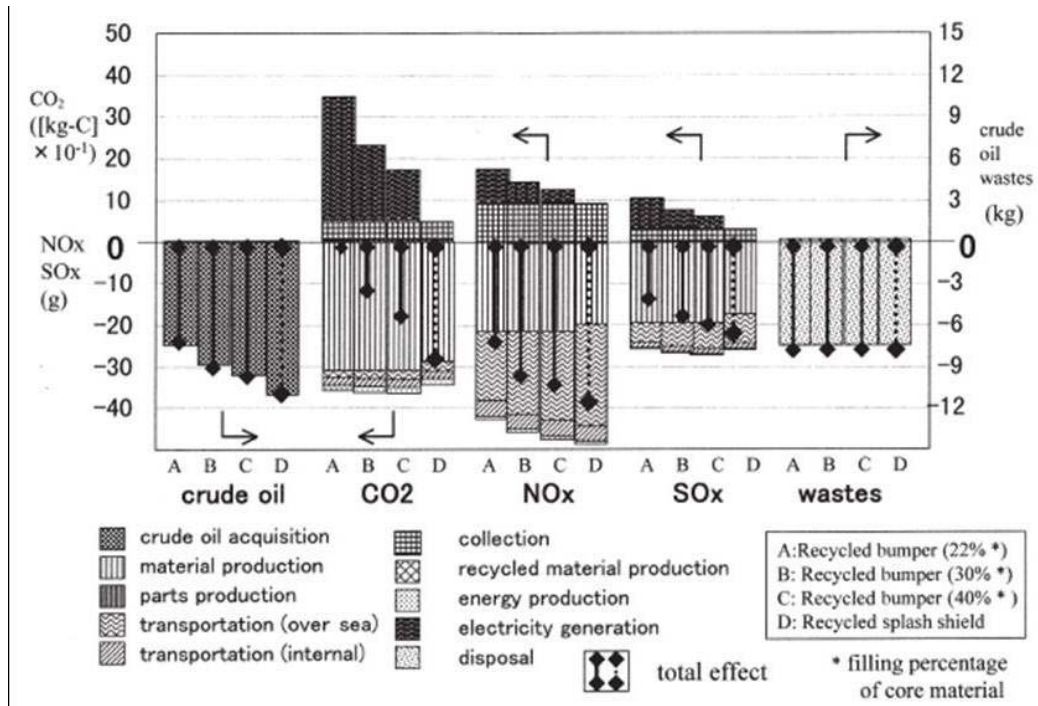 50
40
30
20
10
0
−10
−20
−30
−40
CO₂
([kg-C]
× 10⁻¹)
NOx
SOx
(g)
15
12
9
6
3
0
−3
−6
−9
−12
crude
oil
wastes
(kg)
A B C D A B C D A B C D A B C D A B C D
crude oil CO2 NOx SOx wastes
crude oil acquisition
material production
parts production
transportation (over sea)
transportation (internal)
collection
recycled material production
energy production
electricity generation
disposal
total effect
A:Recycled bumper (22% *)
B: Recycled bumper (30% *)
C: Recycled bumper (40% * )
D: Recycled splash shield
* filling percentage
of core material